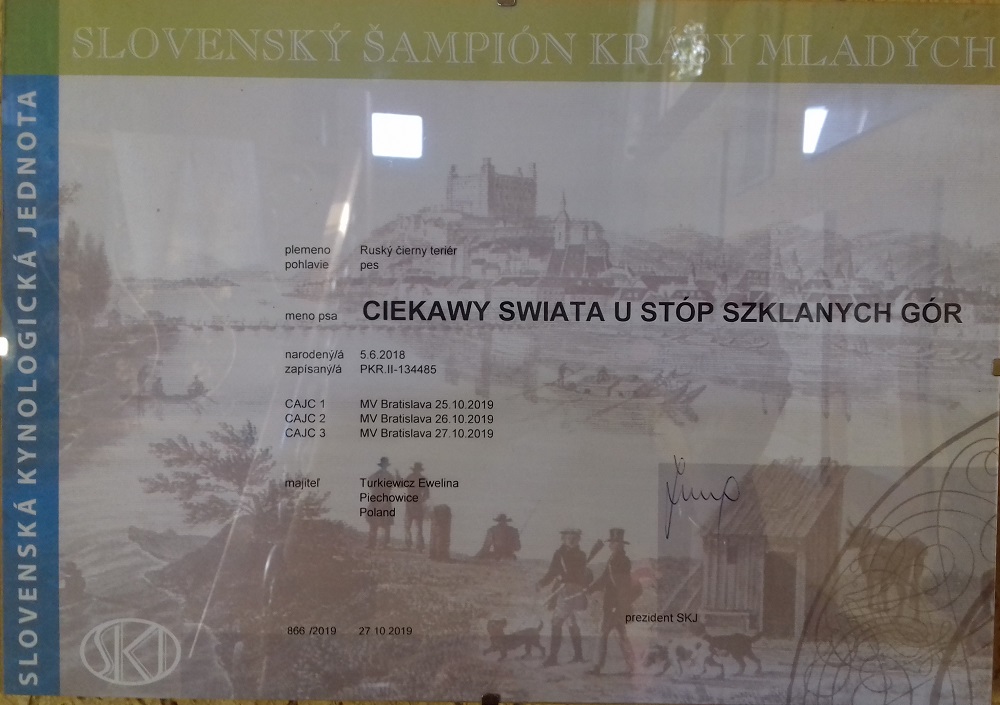 SLOVENSKÝ ŠAMPIÓN KRÁSY MLADÝCH
SLOVENSKÁ KYNOLOGICKÁ JEDNOTA
plemeno Ruský čierny teriér
pohlavie pes
meno psa CIEKAWY SWIATA U STÓP SZKLANYCH GÓR
narodený/á 5.6.2018
zapísaný/á PKR.II-134485
CAJC 1 MV Bratislava 25.10.2019
CAJC 2 MV Bratislava 26.10.2019
CAJC 3 MV Bratislava 27.10.2019
majiteľ Turkiewicz Ewelina
Piechowice
Poland
prezident SKJ
866 /2019 27 10 2019
SKJ